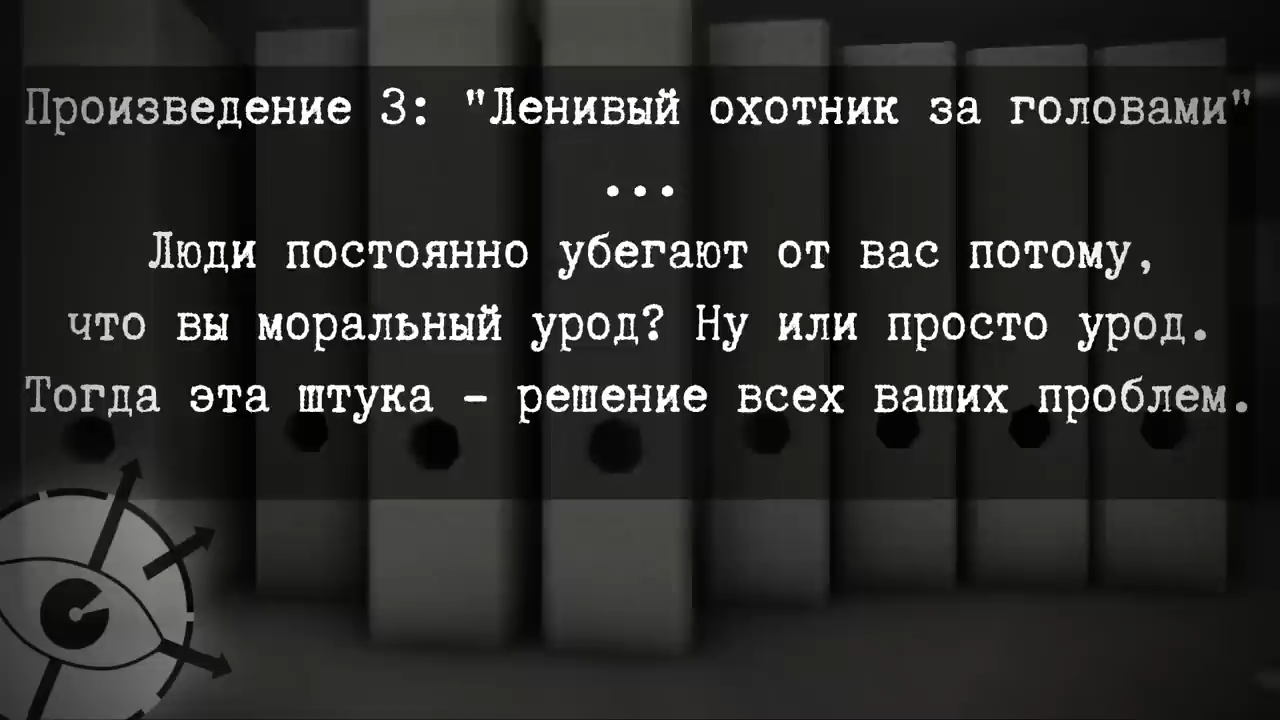 Произведение 3: "Ленивый охотник за головами"
...
Люди постоянно убегают от вас потому,
что вы моральный урод? Ну или просто урод.
Тогда эта штука - решение всех ваших проблем.